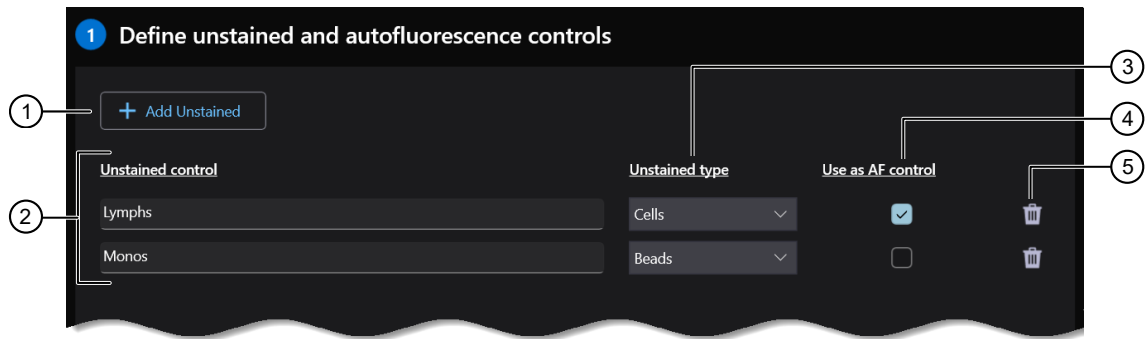 1 Define unstained and autofluorescence controls
3
1
+ Add Unstained
4
Unstained control Unstained type Use as AF control
5
2
Lymphs Cells
Monos Beads